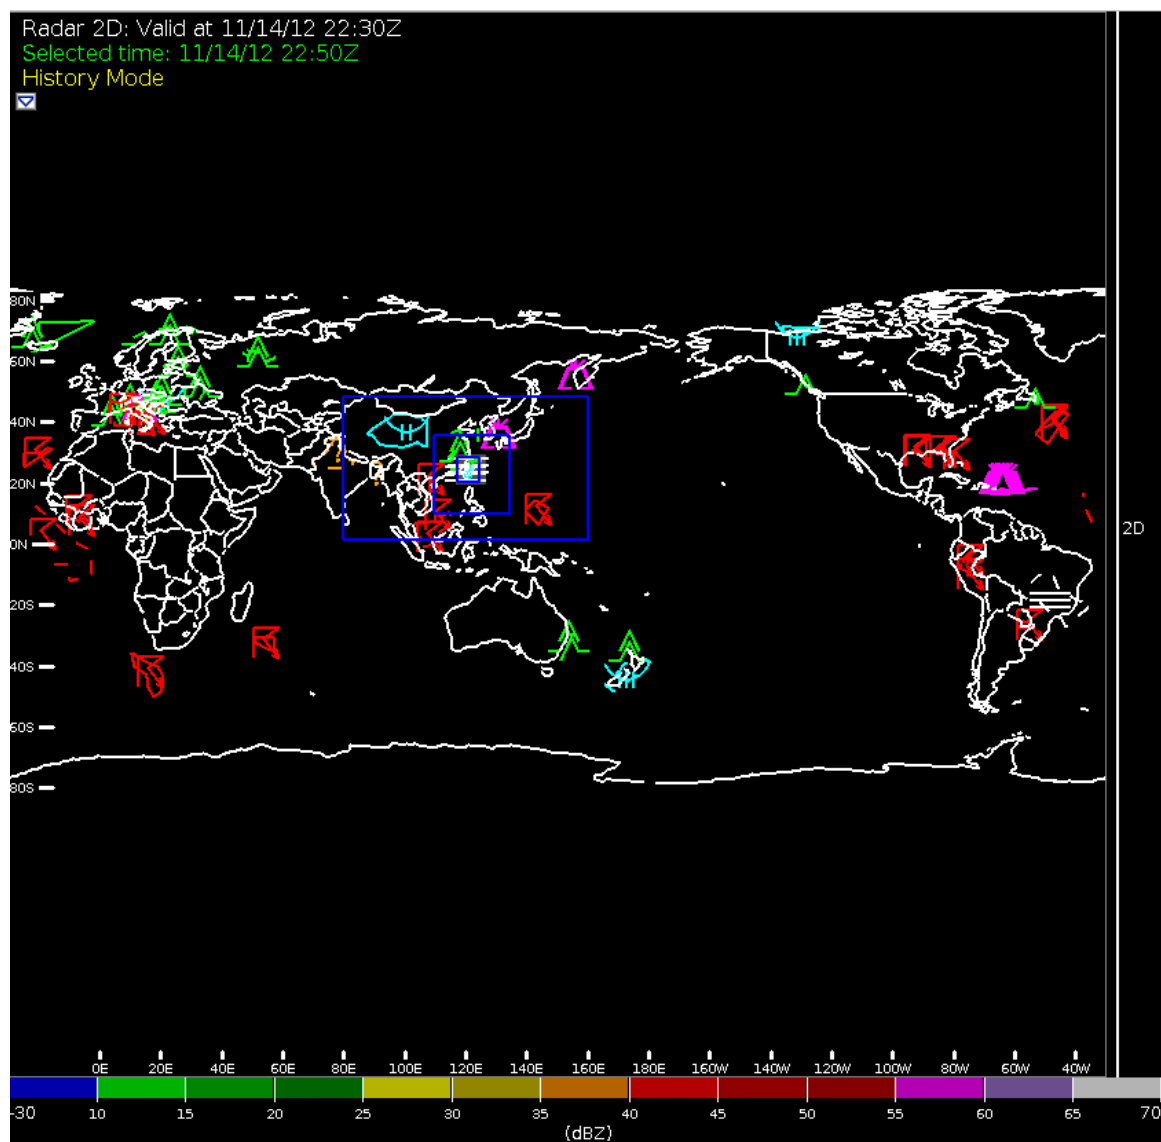 Radar 2D: Valid at 11/14/12 22:30Z
Selected time: 11/14/12 22:50Z
History Mode
80N
60N
40N
20N
0N
20S
40S
60S
80S
2D
0E 20E 40E 60E 80E 100E 120E 140E 160E 180E 160W 140W 120W 100W 80W 60W 40W
-30 10 15 20 25 30 35 40 45 50 55 60 65 70
(dBZ)